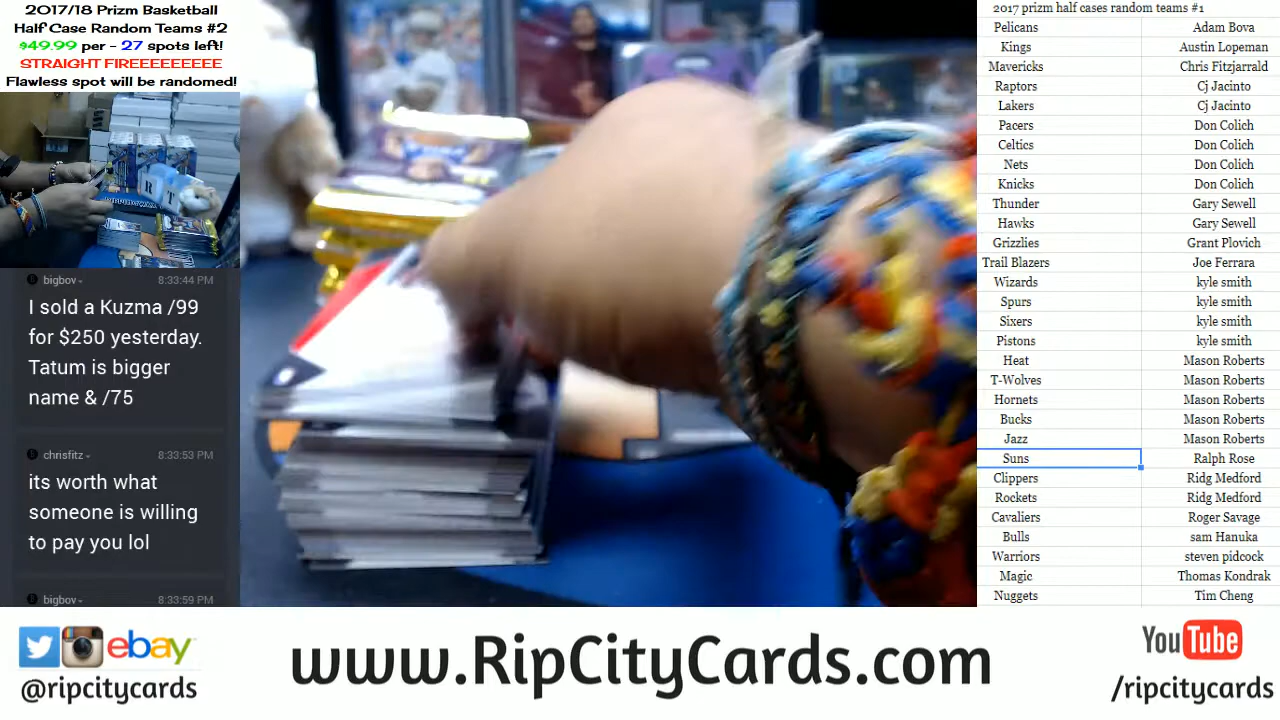 2017/18 Prizm Basketball
Half Case Random Teams #2
$49.99 per - 27 spots left!
STRAIGHT FIREEEEEEEEE
Flawless spot will be randomed!
bigbov 8:33:44 PM
I sold a Kuzma /99
for $250 yesterday.
Tatum is bigger
name & /75
chrisfitz 8:33:53 PM
its worth what
someone is willing
to pay you lol
bigbov 8:33:59 PM
2017 prizm half cases random teams #1
Pelicans Adam Bova
Kings Austin Lopeman
Mavericks Chris Fitzjarrald
Raptors Cj Jacinto
Lakers Cj Jacinto
Pacers Don Colich
Celtics Don Colich
Nets Don Colich
Knicks Don Colich
Thunder Gary Sewell
Hawks Gary Sewell
Grizzlies Grant Plovich
Trail Blazers Joe Ferrara
Wizards kyle smith
Spurs kyle smith
Sixers kyle smith
Pistons kyle smith
Heat Mason Roberts
T-Wolves Mason Roberts
Hornets Mason Roberts
Bucks Mason Roberts
Jazz Mason Roberts
Suns Ralph Rose
Clippers Ridg Medford
Rockets Ridg Medford
Cavaliers Roger Savage
Bulls sam Hanuka
Warriors steven pidcock
Magic Thomas Kondrak
Nuggets Tim Cheng
ebay
@ripcitycards
www.RipCityCards.com
YouTube
/ripcitycards